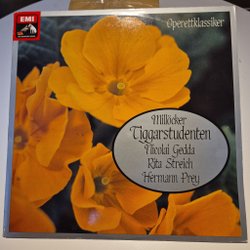 EMI
Operettklassiker
Millöcker
Tiggarstudenten
Nicolai Gedda
Rita Streich
Hermann Prey